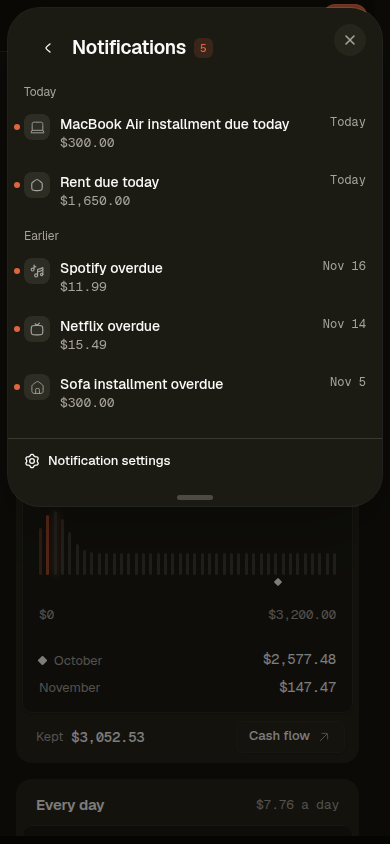 Notifications 5
Today
MacBook Air installment due today Today
$300.00
Rent due today Today
$1,650.00
Earlier
Spotify overdue Nov 16
$11.99
Netflix overdue Nov 14
$15.49
Sofa installment overdue Nov 5
$300.00
Notification settings
$0 $3,200.00
October $2,577.48
November $147.47
Kept $3,052.53 Cash flow
Every day $7.76 a day